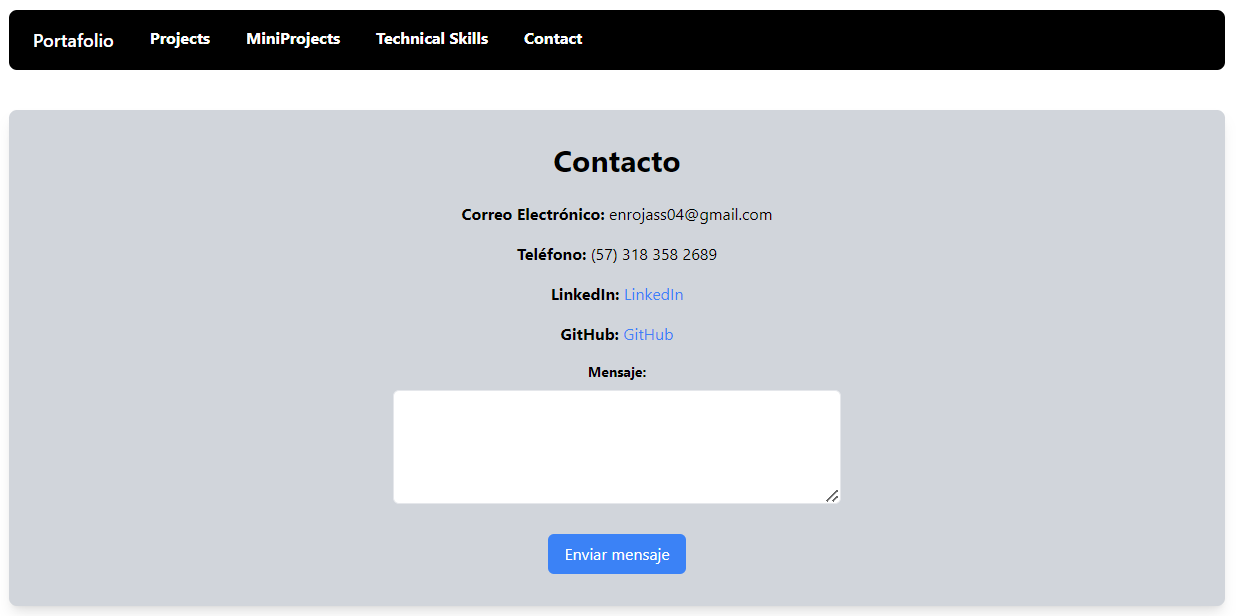 Portafolio Projects MiniProjects Technical Skills Contact
Contacto
Correo Electrónico: enrojass04@gmail.com
Teléfono: (57) 318 358 2689
LinkedIn: LinkedIn
GitHub: GitHub
Mensaje:
Enviar mensaje